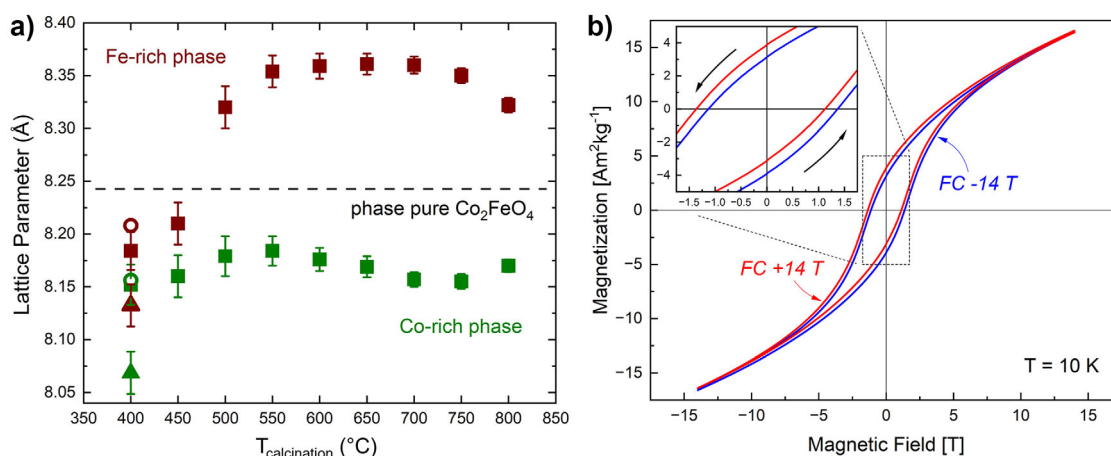 a)
Lattice Parameter (Å)
8.40
8.35
8.30
8.25
8.20
8.15
8.10
8.05
Fe-rich phase
phase pure Co₂FeO₄
Co-rich phase
350 400 450 500 550 600 650 700 750 800 850
T_calcination (°C)
b)
Magnetization [Am²kg⁻¹]
15
10
5
0
-5
-10
-15
4
2
0
-2
-4
-1.5 -1.0 -0.5 0.0 0.5 1.0 1.5
FC -14 T
FC +14 T
T = 10 K
-15 -10 -5 0 5 10 15
Magnetic Field [T]